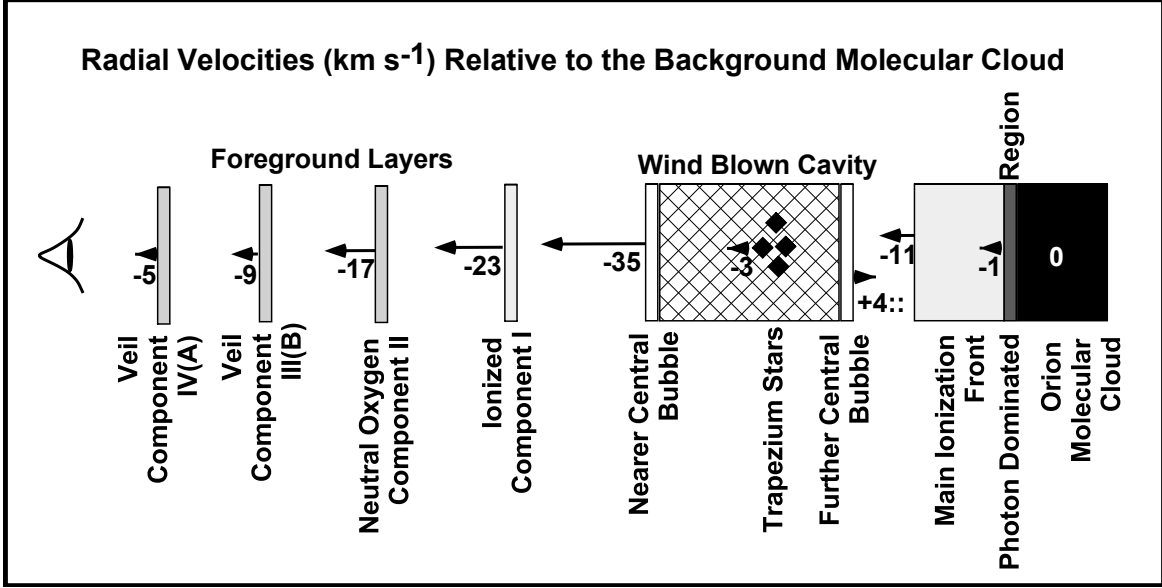 Radial Velocities (km s-1) Relative to the Background Molecular Cloud
Foreground Layers
Wind Blown Cavity
-5
-9
-17
-23
-35
-3
+4::
-11
-1
0
Veil
Component
IV(A)
Veil
Component
III(B)
Neutral Oxygen
Component II
Ionized
Component I
Nearer Central
Bubble
Trapezium Stars
Further Central
Bubble
Main Ionization
Front
Photon Dominated Region
Orion
Molecular
Cloud